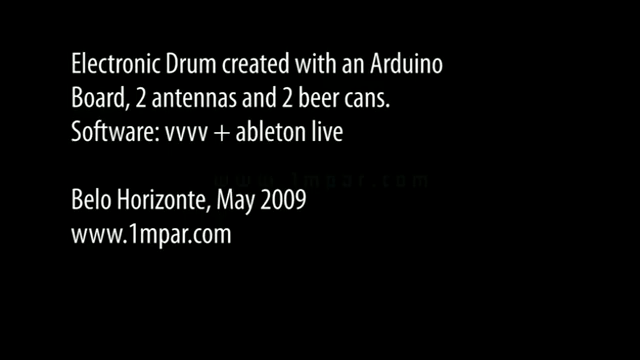 Electronic Drum created with an Arduino
Board, 2 antennas and 2 beer cans.
Software: vvvv + ableton live
www.1mpar.com
Belo Horizonte, May 2009
www.1mpar.com